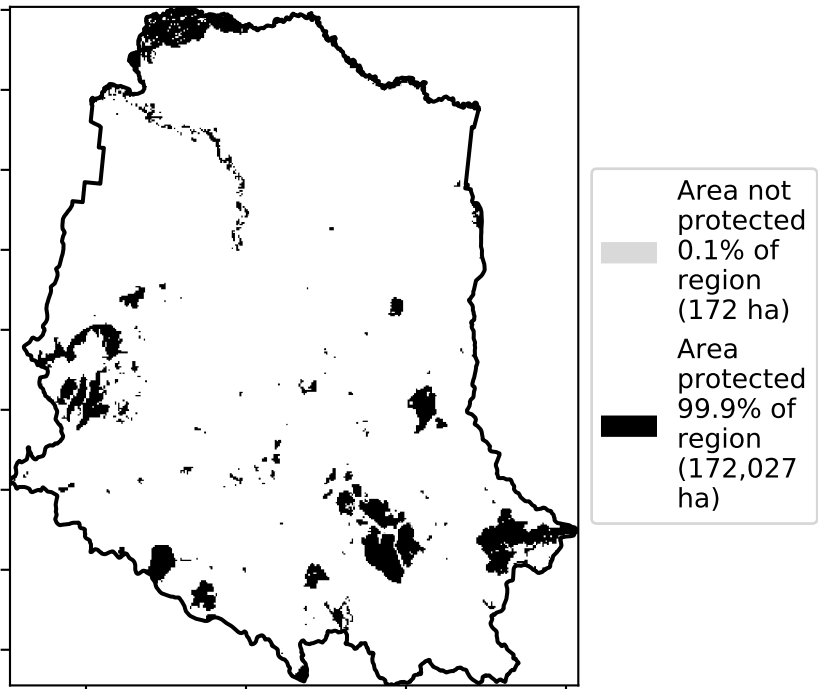 Area not
protected
0.1% of
region
(172 ha)
Area
protected
99.9% of
region
(172,027
ha)